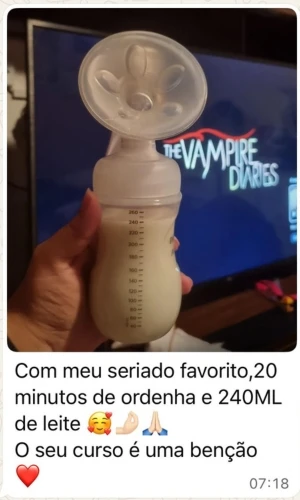 THE VAMPIRE
DIARIES
Com meu seriado favorito,20
minutos de ordenha e 240ML
de leite 🥰🤌🏻🙏🏻
O seu curso é uma benção
❤️
07:18